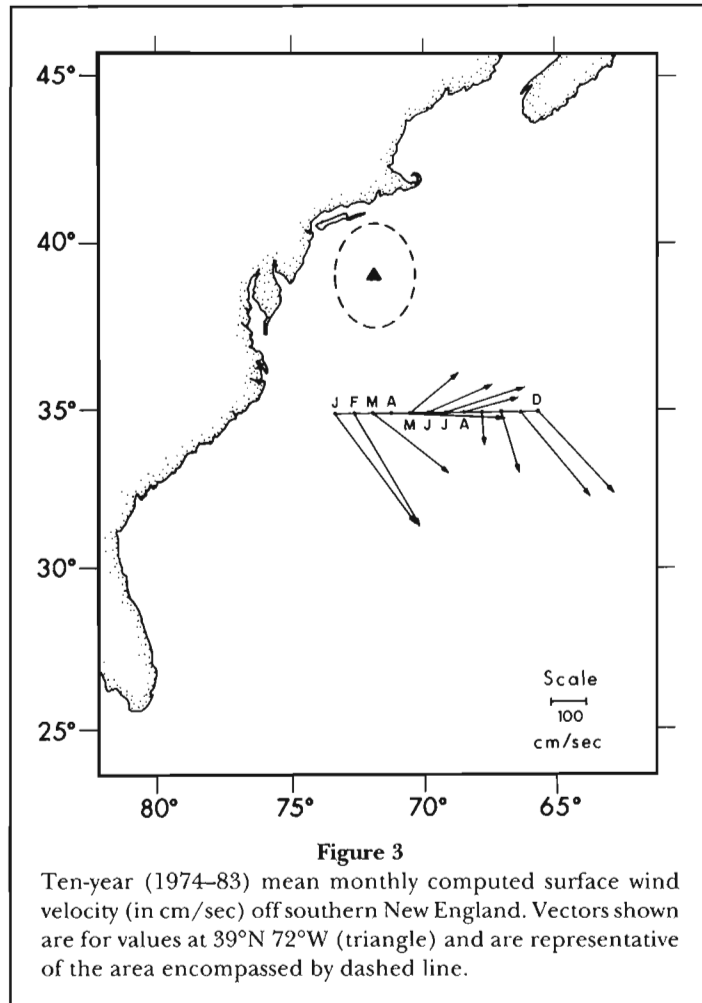 45°
40°
35°
30°
25°
J F M A
M J J A
D
Scale
100
cm/sec
80° 75° 70° 65°
Figure 3
Ten-year (1974–83) mean monthly computed surface wind
velocity (in cm/sec) off southern New England. Vectors shown
are for values at 39°N 72°W (triangle) and are representative
of the area encompassed by dashed line.